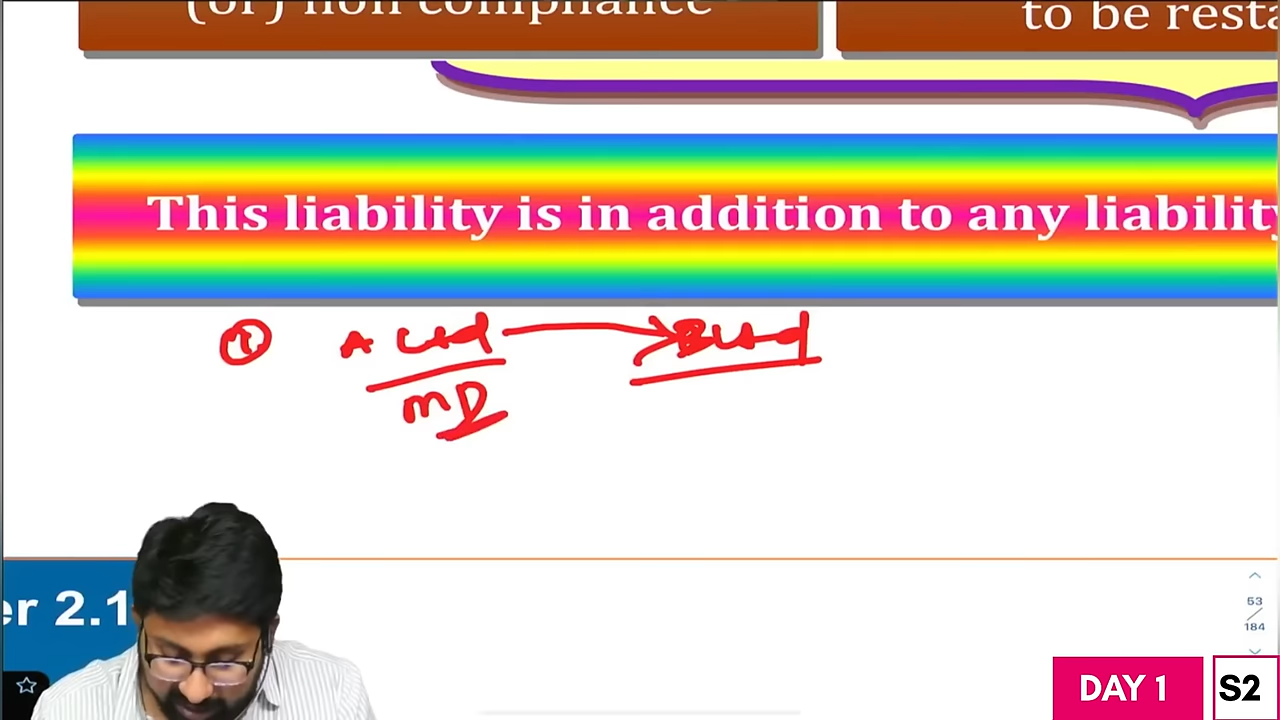 (or) non compliance
to be resta
This liability is in addition to any liability
A Ltd
B Ltd
MD
er 2.1
53
184
DAY 1
S2